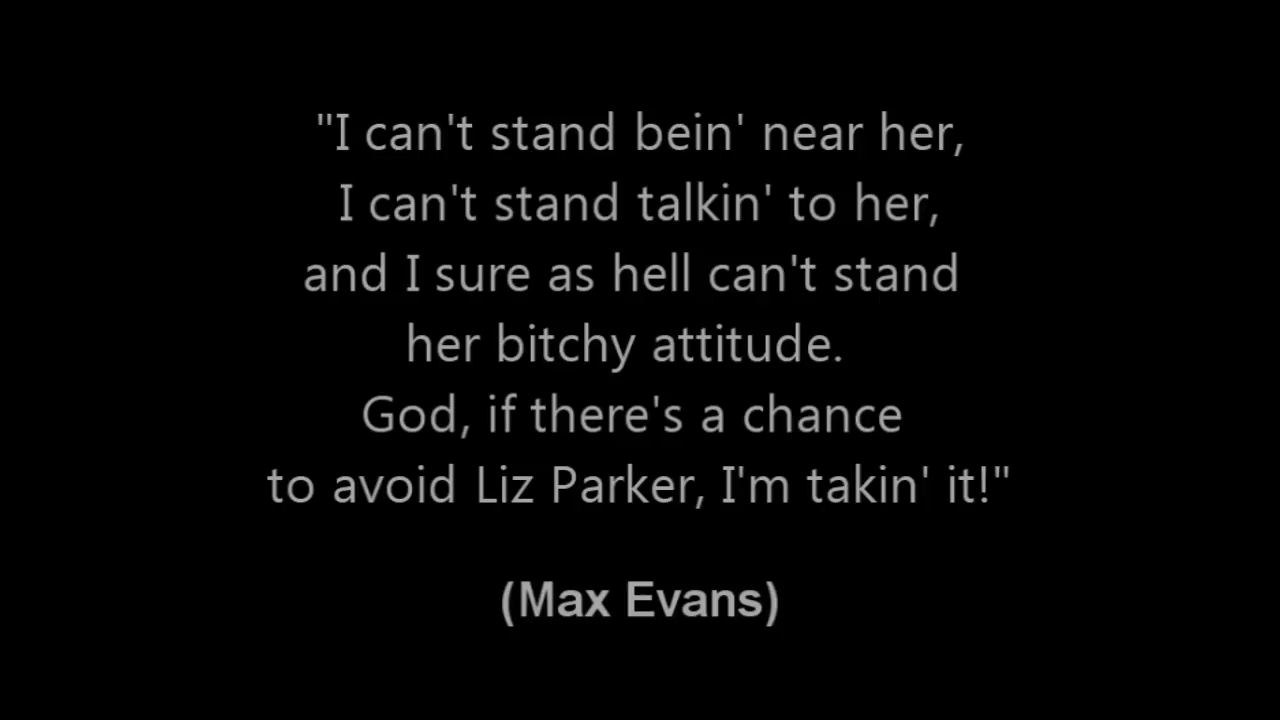 "I can't stand bein' near her,
I can't stand talkin' to her,
and I sure as hell can't stand
her bitchy attitude.
God, if there's a chance
to avoid Liz Parker, I'm takin' it!"
(Max Evans)